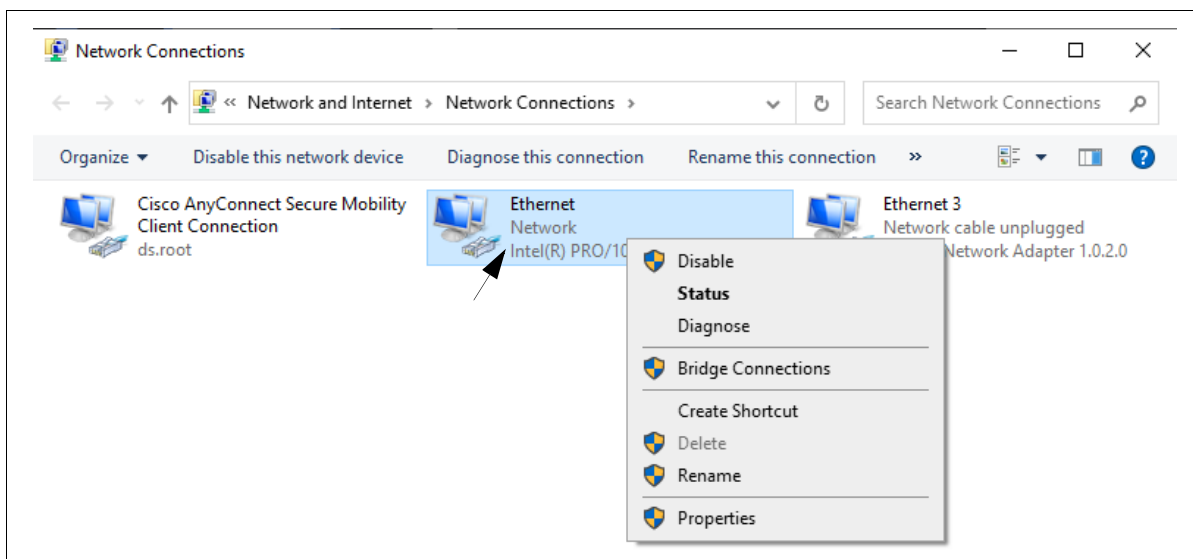 Network Connections
« Network and Internet > Network Connections >
Search Network Connections
Organize
Disable this network device
Diagnose this connection
Rename this connection
»
?
Cisco AnyConnect Secure Mobility
Client Connection
ds.root
Ethernet
Network
Intel(R) PRO/10
Ethernet 3
Network cable unplugged
Network Adapter 1.0.2.0
Disable
Status
Diagnose
Bridge Connections
Create Shortcut
Delete
Rename
Properties